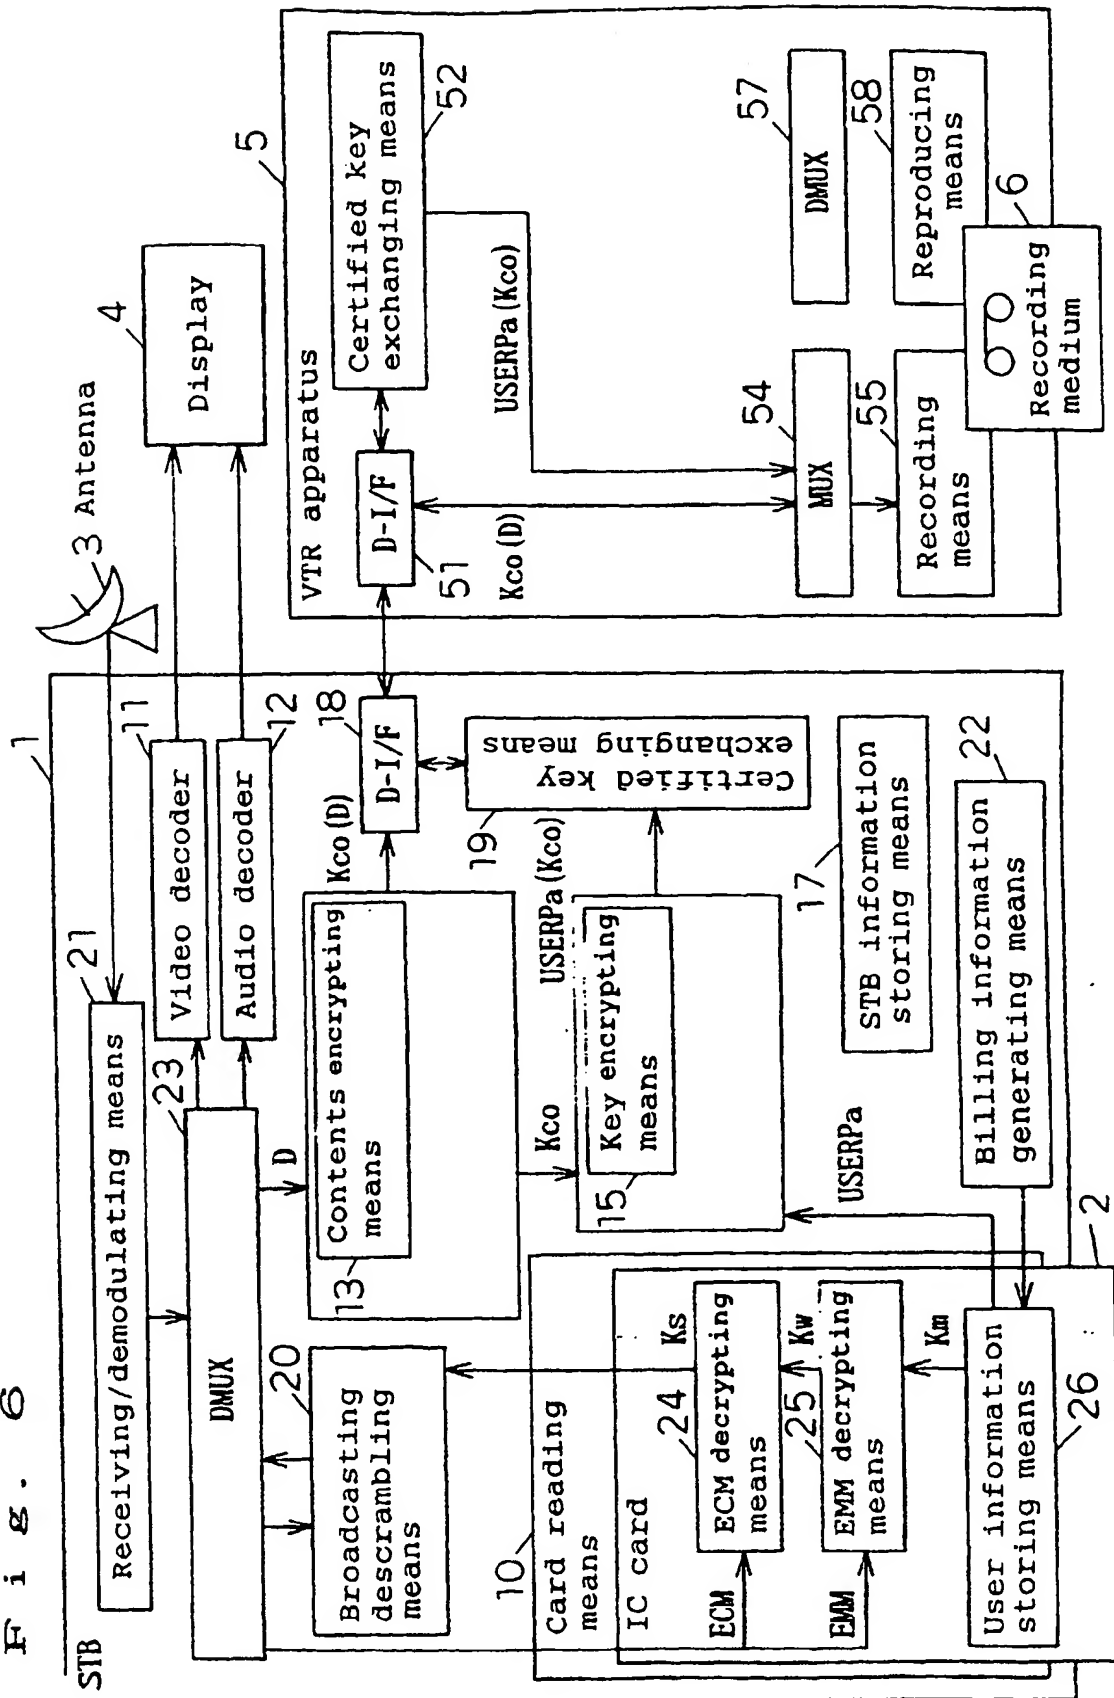 Fig. 6
STB
1
Receiving/demodulating means
21
3 Antenna
4
Display
DMUX
23
Video decoder
11
Audio decoder
12
D
Broadcasting
descrambling
means
20
Contents encrypting
means
13
Kco(D)
D-I/F
18
Kco
Key encrypting
means
15
USERPa(Kco)
Certified key
exchanging means
19
STB information
storing means
17
Billing information
generating means
22
USERPa
10
Card reading
means
IC card
2
ECM
EMM
ECM decrypting
means
24
Ks
EMM decrypting
means
25
Kw
Km
User information
storing means
26
5
VTR apparatus
D-I/F
51
Certified key
exchanging means
52
USERPa(Kco)
Kco(D)
MUX
54
DMUX
57
Recording
means
55
Reproducing
means
58
Recording
medium
6